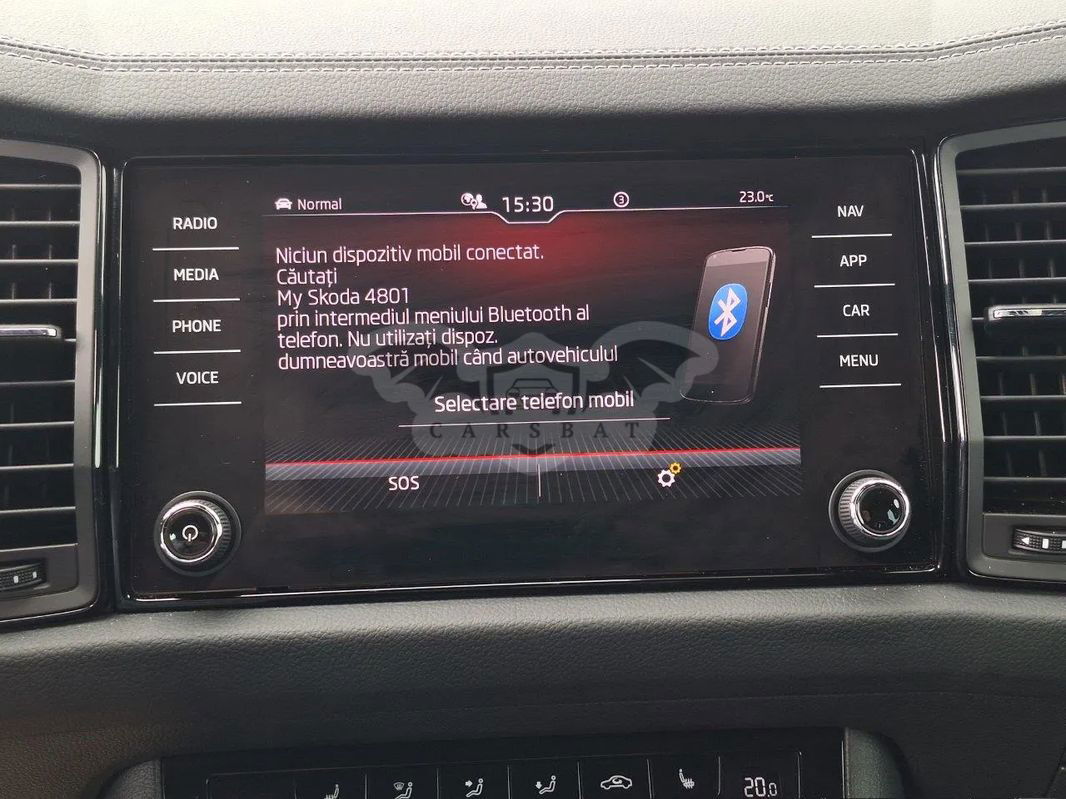 Normal
15:30
3
23.0°C
RADIO
MEDIA
PHONE
VOICE
NAV
APP
CAR
MENU
Niciun dispozitiv mobil conectat.
Căutați
My Skoda 4801
prin intermediul meniului Bluetooth al
telefon. Nu utilizați dispoz.
dumneavoastră mobil când autovehiculul
Selectare telefon mobil
CARSBAT
SOS
20.0